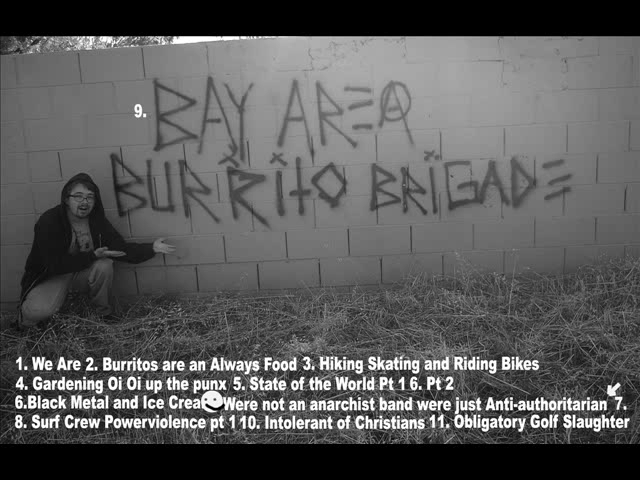 9.
BAY AREA
BURRITO BRIGADE
1. We Are 2. Burritos are an Always Food 3. Hiking Skating and Riding Bikes
4. Gardening Oi Oi up the punx 5. State of the World Pt 1 6. Pt 2
6.Black Metal and Ice Crea Were not an anarchist band were just Anti-authoritarian 7.
8. Surf Crew Powerviolence pt 1 10. Intolerant of Christians 11. Obligatory Golf Slaughter